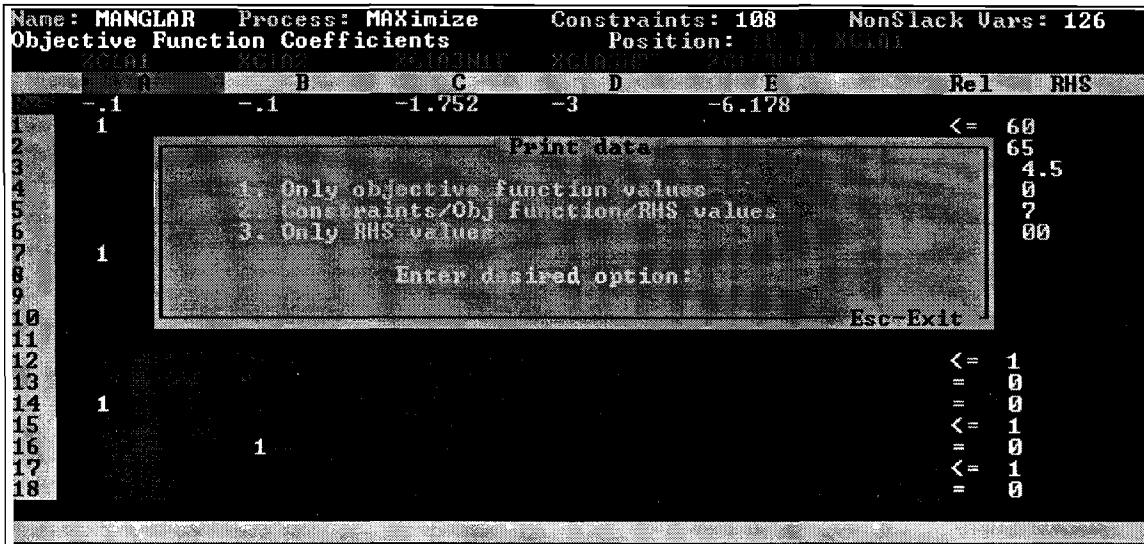 Name: MANGLAR Process: MAXimize Constraints: 108 NonSlack Vars: 126
Objective Function Coefficients Position: XGIA1
XGIA1 XGIA2 XGIA3N1F
A B C D E Rel RHS
-.1 -.1 -1.752 -3 -6.178
1 1 <= 60
2 Print data 65
3 4.5
4 1. Only objective function values 0
5 2. Constraints/Obj function/RHS values 7
6 3. Only RHS values 00
7 1
8 Enter desired option:
9
10 Esc-Exit
11
12 <= 1
13 = 0
14 1 = 0
15 <= 1
16 1 = 0
17 <= 1
18 = 0